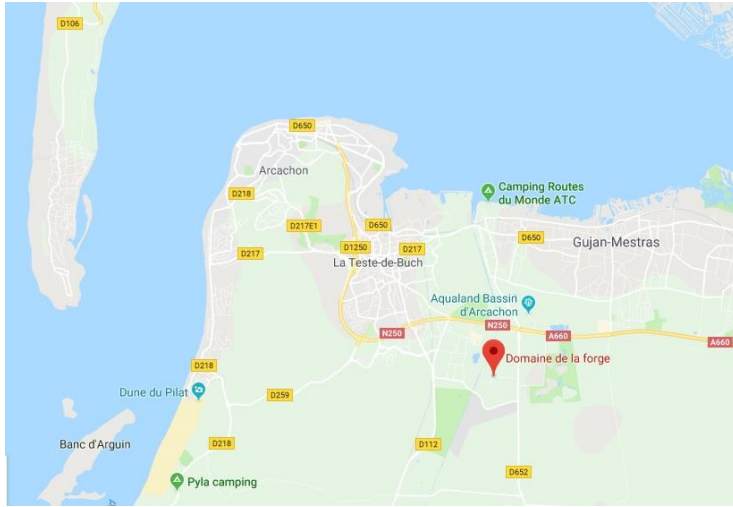 D106
D650
Arcachon
D218
Camping Routes
du Monde ATC
D217E1
D650
D650
D1250
D217
Gujan-Mestras
D217
La Teste-de-Buch
Aqualand Bassin
d'Arcachon
N250
N250
A660
A660
Domaine de la forge
D218
Dune du Pilat
D259
Banc d'Arguin
D218
D112
D652
Pyla camping